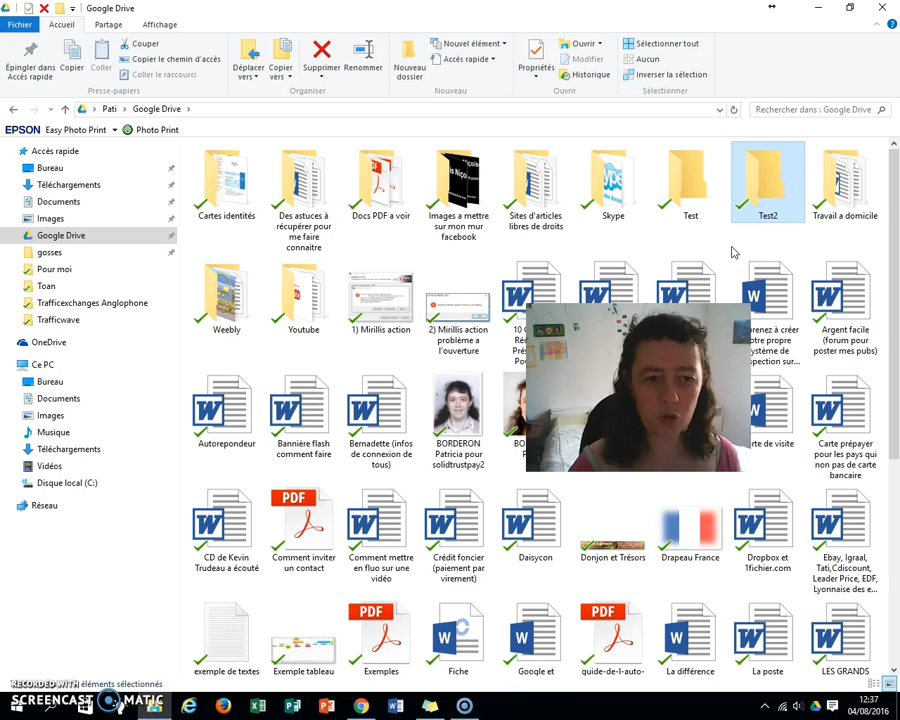 Google Drive
Fichier
Accueil
Partage
Affichage
Épingler dans
Accès rapide
Copier
Coller
Couper
Copier le chemin d'accès
Coller le raccourci
Presse-papiers
Déplacer
vers
Copier
vers
Supprimer
Renommer
Organiser
Nouveau
dossier
Nouvel élément
Accès rapide
Nouveau
Propriétés
Ouvrir
Modifier
Historique
Ouvrir
Sélectionner tout
Aucun
Inverser la sélection
Sélectionner
Pati
Google Drive
Rechercher dans : Google Drive
EPSON
Easy Photo Print
Photo Print
Accès rapide
Bureau
Téléchargements
Documents
Images
Google Drive
gosses
Pour moi
Toan
Trafficexchanges Anglophone
Trafficwave
OneDrive
Ce PC
Bureau
Documents
Images
Musique
Téléchargements
Vidéos
Disque local (C:)
Réseau
Cartes identités
Des astuces à
récupérer pour
me faire
connaitre
Docs PDF a voir
Images a mettre
sur mon mur
facebook
Sites d'articles
libres de droits
Skype
Test
Test2
Travail a domicile
Weebly
Youtube
1) Mirillis action
2) Mirillis action
problème a
l'ouverture
Argent facile
(forum pour
poster mes pubs)
Autorepondeur
Bannière flash
comment faire
Bernadette (infos
de connexion de
tous)
BORDERON
Patricia pour
solidtrustpay2
Carte prépayer
pour les pays qui
non pas de carte
bancaire
CD de Kevin
Trudeau a écouté
Comment inviter
un contact
Comment mettre
en fluo sur une
vidéo
Crédit foncier
(paiement par
virement)
Daisycon
Donjon et Trésors
Drapeau France
Dropbox et
1fichier.com
Ebay, Igraal,
Tati,Cdiscount,
Leader Price, EDF,
Lyonnaise des e...
exemple de textes
Exemple tableau
Exemples
Fiche
Google et
guide-de-l-auto-
La différence
La poste
LES GRANDS
éléments sélectionnés
RECORDED WITH
SCREENCAST
MATIC
12:37
04/08/2016